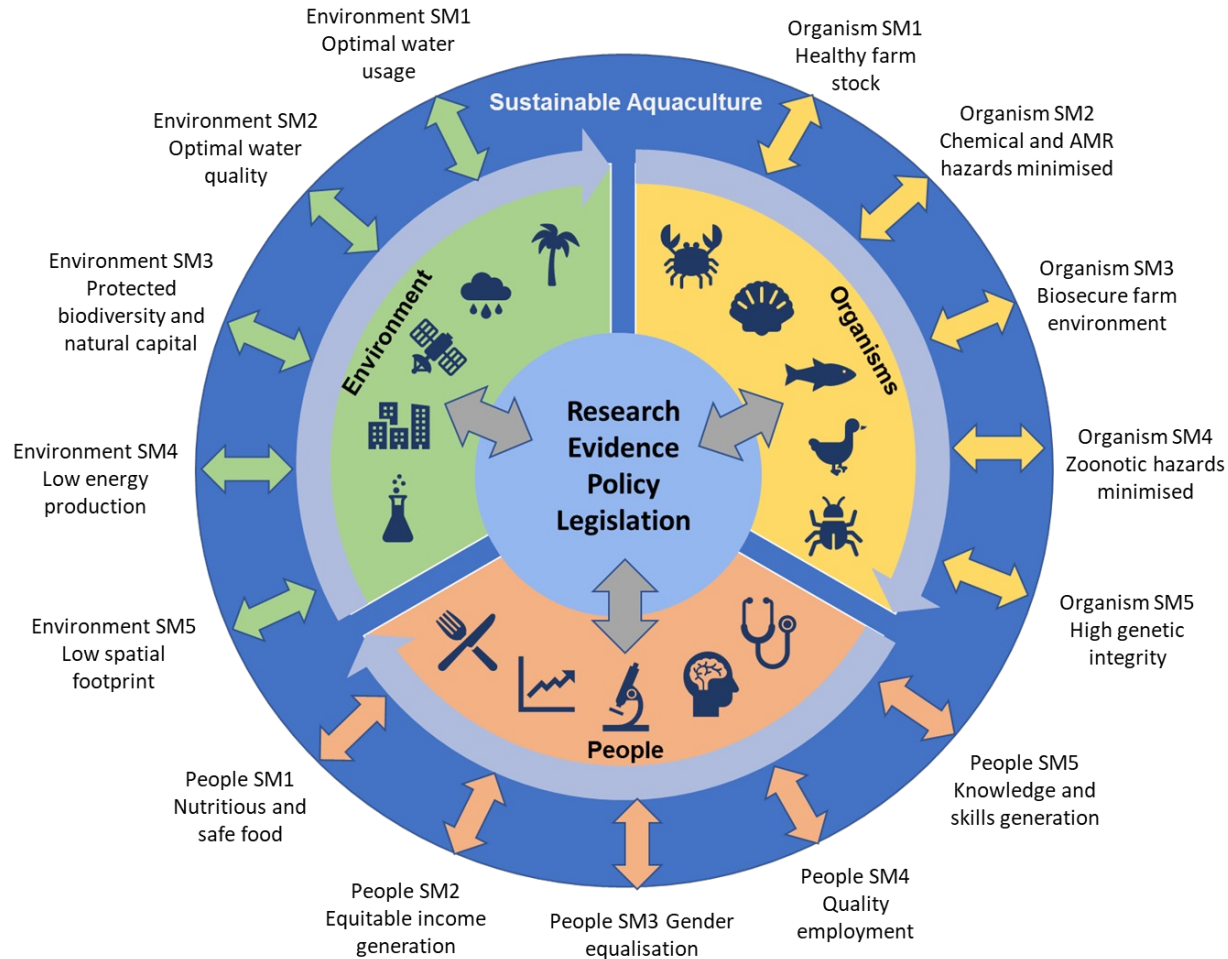 Environment SM1
Optimal water
usage
Organism SM1
Healthy farm
stock
Sustainable Aquaculture
Environment SM2
Optimal water
quality
Organism SM2
Chemical and AMR
hazards minimised
Environment SM3
Protected
biodiversity and
natural capital
Organism SM3
Biosecure farm
environment
Environment
Organisms
Research
Evidence
Policy
Legislation
Environment SM4
Low energy
production
Organism SM4
Zoonotic hazards
minimised
Environment SM5
Low spatial
footprint
Organism SM5
High genetic
integrity
People
People SM1
Nutritious and
safe food
People SM5
Knowledge and
skills generation
People SM2
Equitable income
generation
People SM3 Gender
equalisation
People SM4
Quality
employment